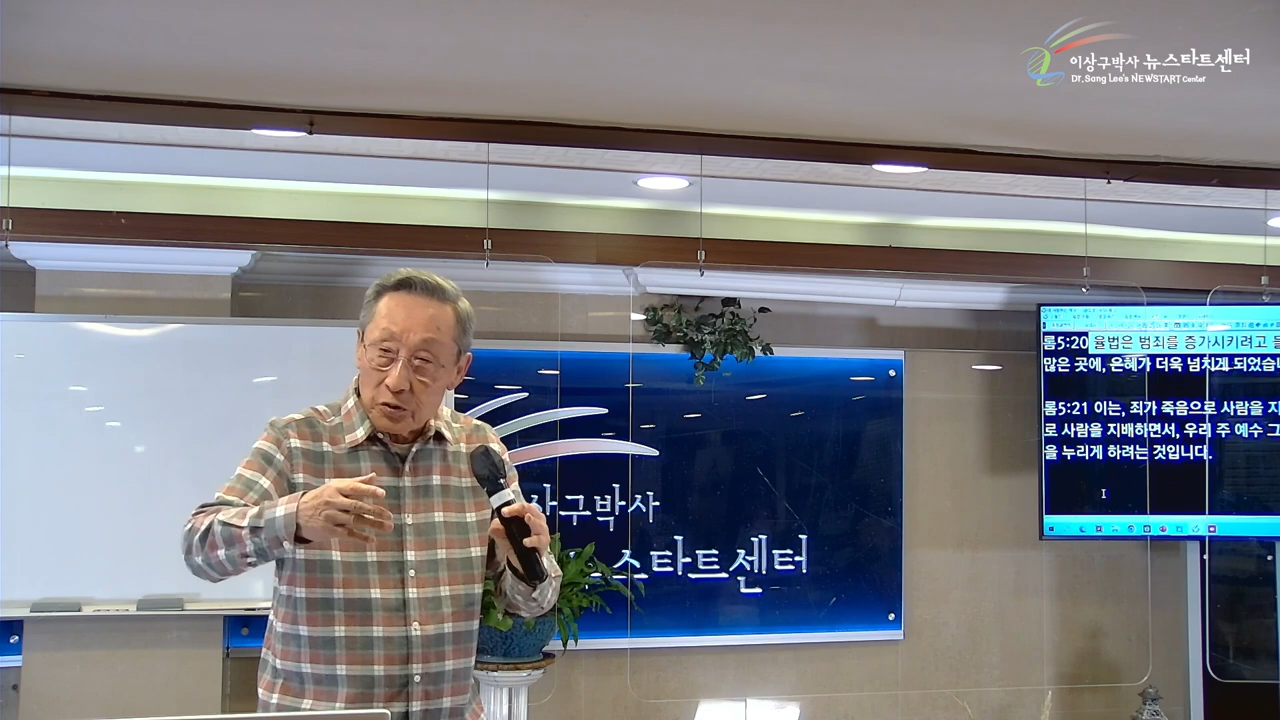 이상구박사 뉴스타트센터
Dr. Sang Lee's NEWSTART Center
상구박사
스타트센터
롬5:20 율법은 범죄를 증가시키려고 들
많은 곳에, 은혜가 더욱 넘치게 되었습니
롬5:21 이는, 죄가 죽음으로 사람을 지
로 사람을 지배하면서, 우리 주 예수 그
을 누리게 하려는 것입니다.